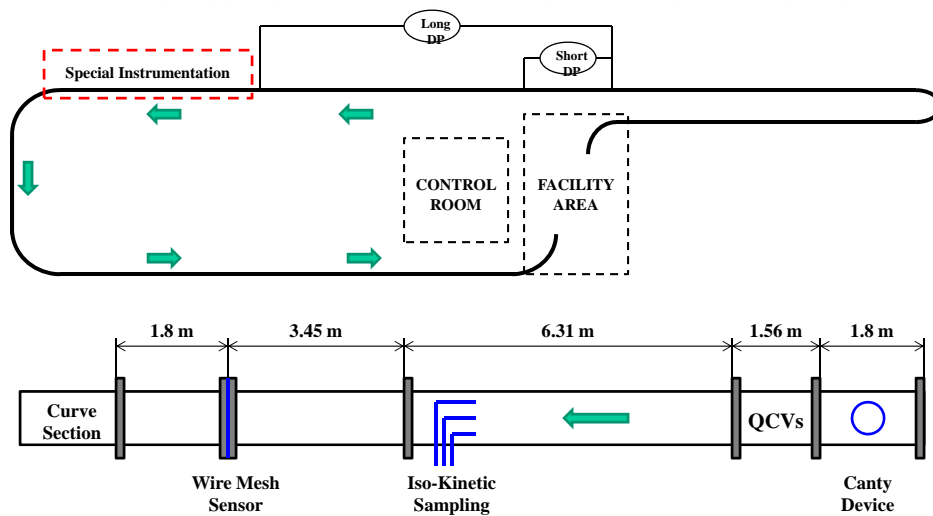 Long
DP
Short
DP
Special Instrumentation
CONTROL
ROOM
FACILITY
AREA
1.8 m
3.45 m
6.31 m
1.56 m
1.8 m
Curve
Section
QCVs
Wire Mesh
Sensor
Iso-Kinetic
Sampling
Canty
Device